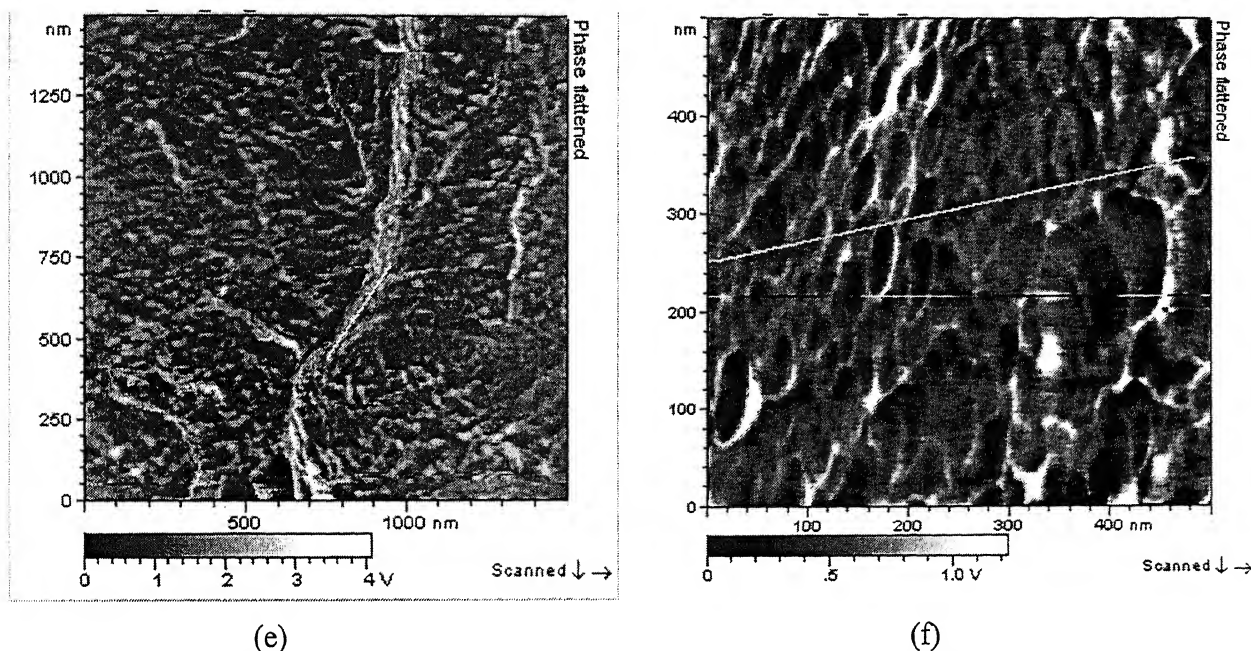 nm
1250
1000
750
500
250
0
500
1000 nm
Phase flattened
0 1 2 3 4 V
Scanned ↓ →
(e)
nm
400
300
200
100
0
100 200 300 400 nm
Phase flattened
0 .5 1.0 V
Scanned ↓ →
(f)